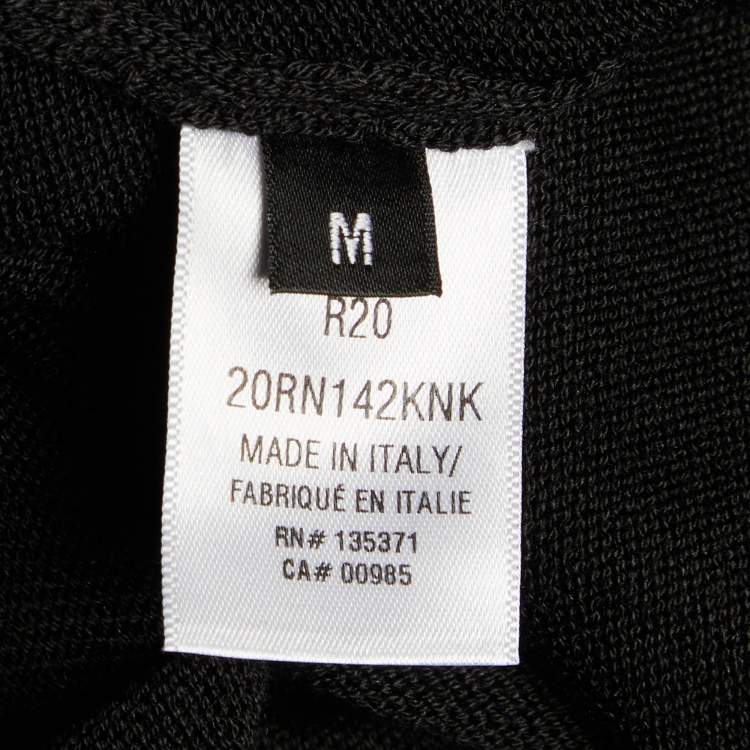 M
R20
20RN142KNK
MADE IN ITALY/
FABRIQUÉ EN ITALIE
RN# 135371
CA# 00985